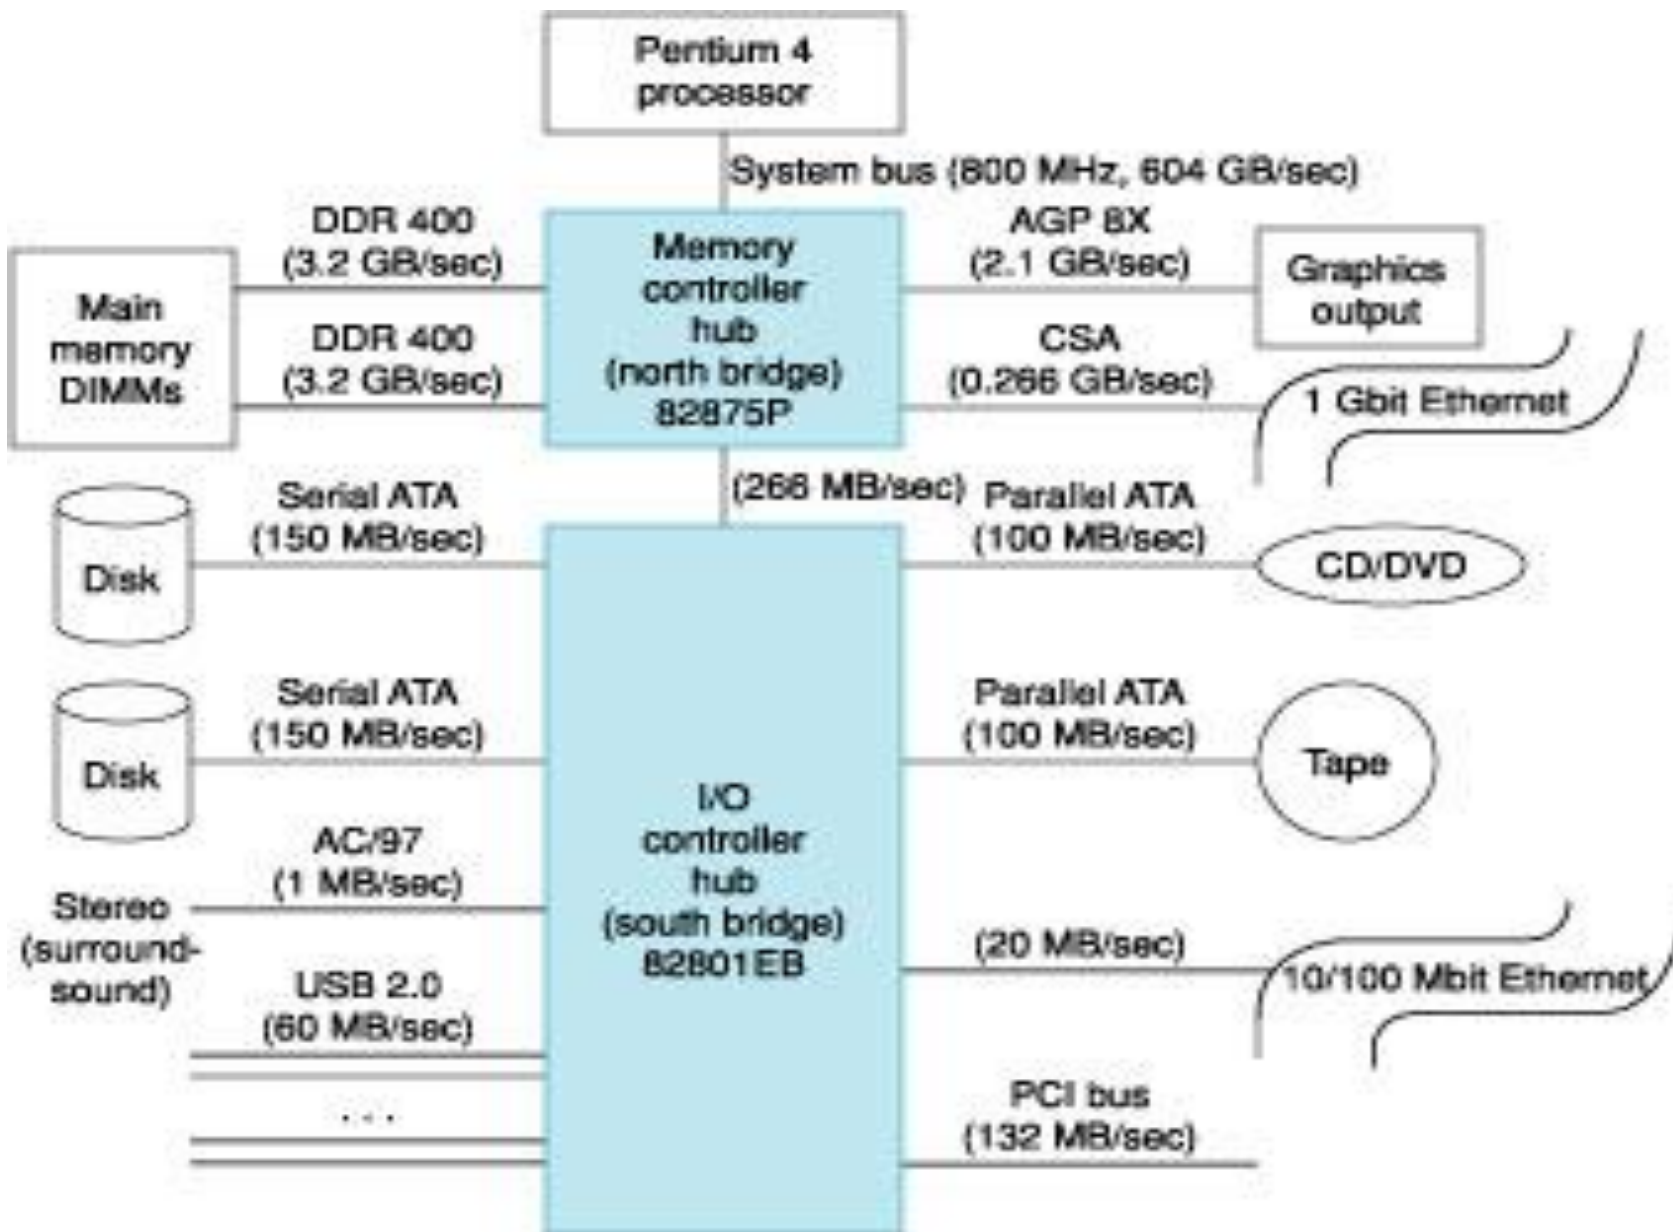 Pentium 4
processor
System bus (800 MHz, 604 GB/sec)
DDR 400
(3.2 GB/sec)
AGP 8X
(2.1 GB/sec)
Main
memory
DIMMs
DDR 400
(3.2 GB/sec)
Memory
controller
hub
(north bridge)
82875P
CSA
(0.266 GB/sec)
Graphics
output
1 Gbit Ethernet
(266 MB/sec)
Serial ATA
(150 MB/sec)
Disk
Parallel ATA
(100 MB/sec)
CD/DVD
Serial ATA
(150 MB/sec)
Disk
Parallel ATA
(100 MB/sec)
Tape
I/O
controller
hub
(south bridge)
82801EB
AC/97
(1 MB/sec)
Stereo
(surround-
sound)
USB 2.0
(60 MB/sec)
. . .
(20 MB/sec)
10/100 Mbit Ethernet
PCI bus
(132 MB/sec)